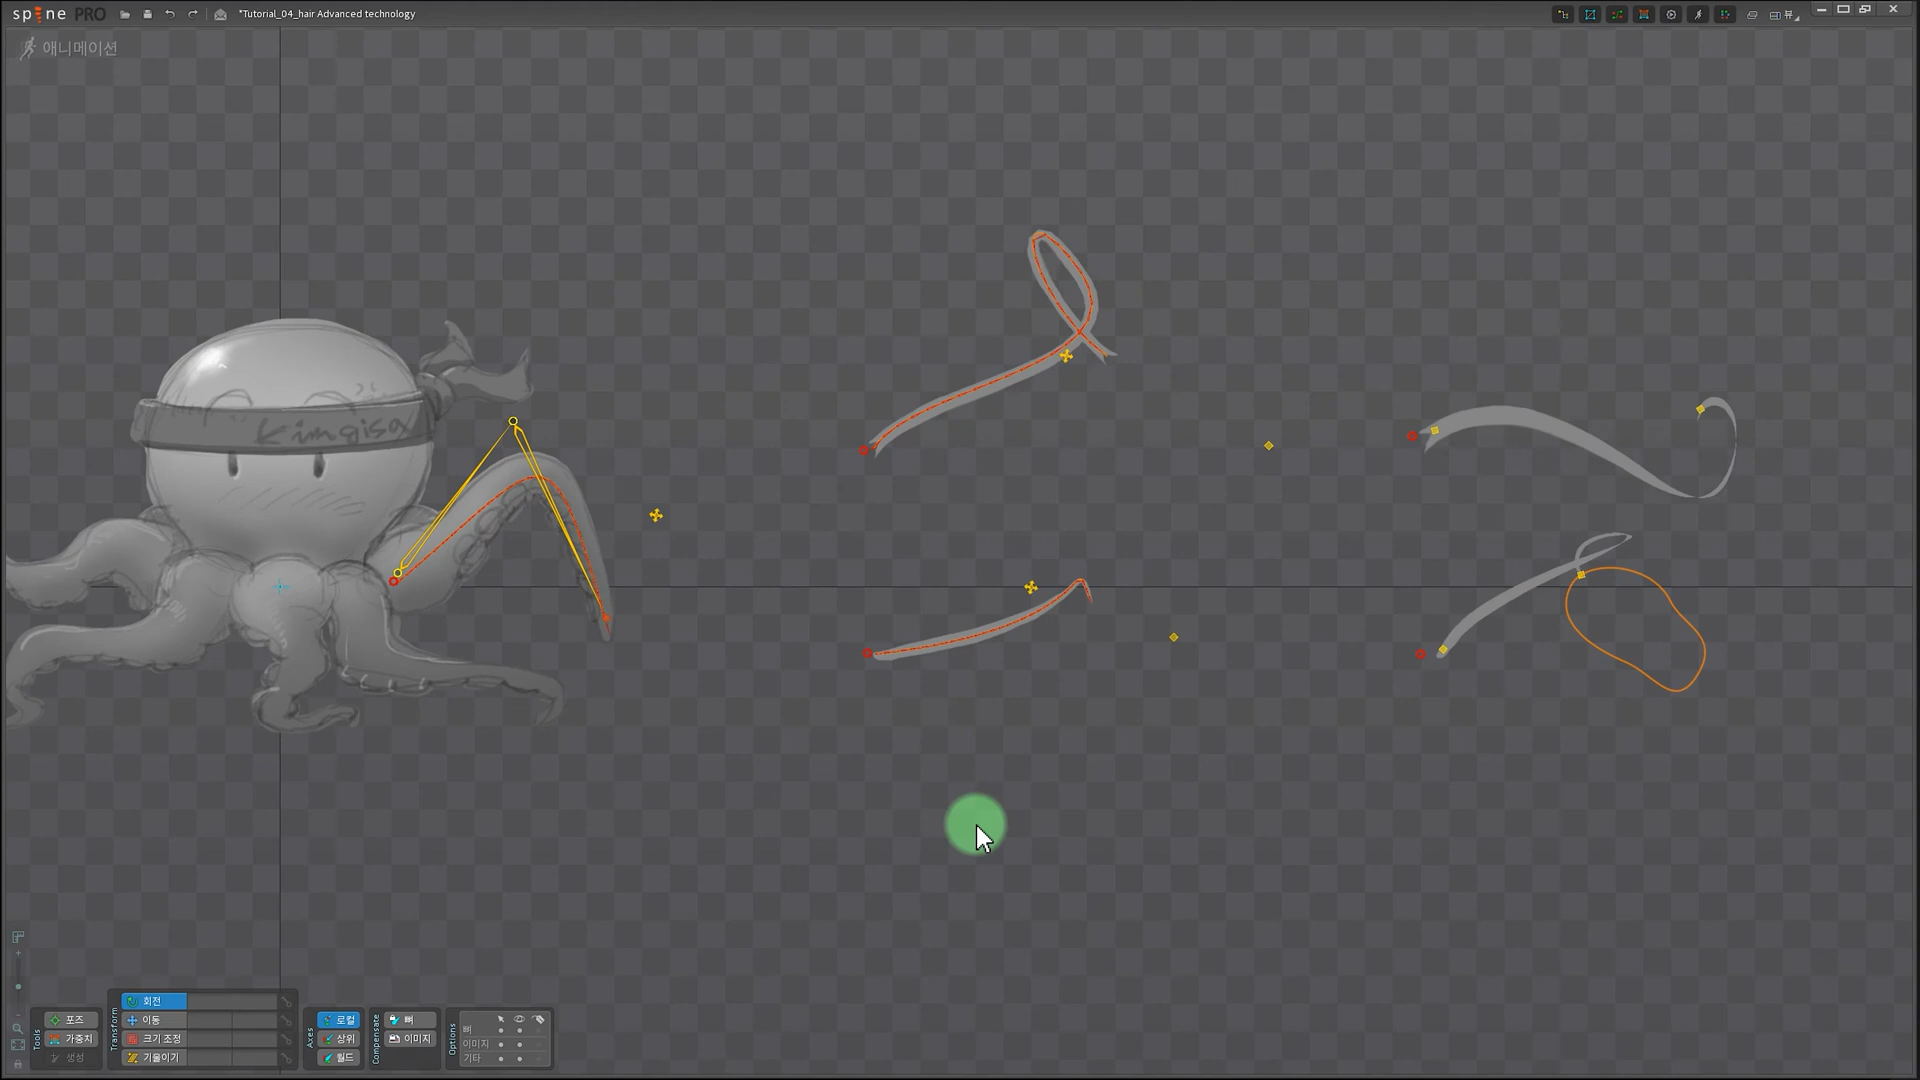 spine PRO
*Tutorial_04_hair Advanced technology
뷰
애니메이션
Kimgisa
Tools
포즈
가중치
생성
Transform
회전
이동
크기 조정
기울이기
Axes
로컬
상위
월드
Compensate
뼈
이미지
Options
뼈
이미지
기타